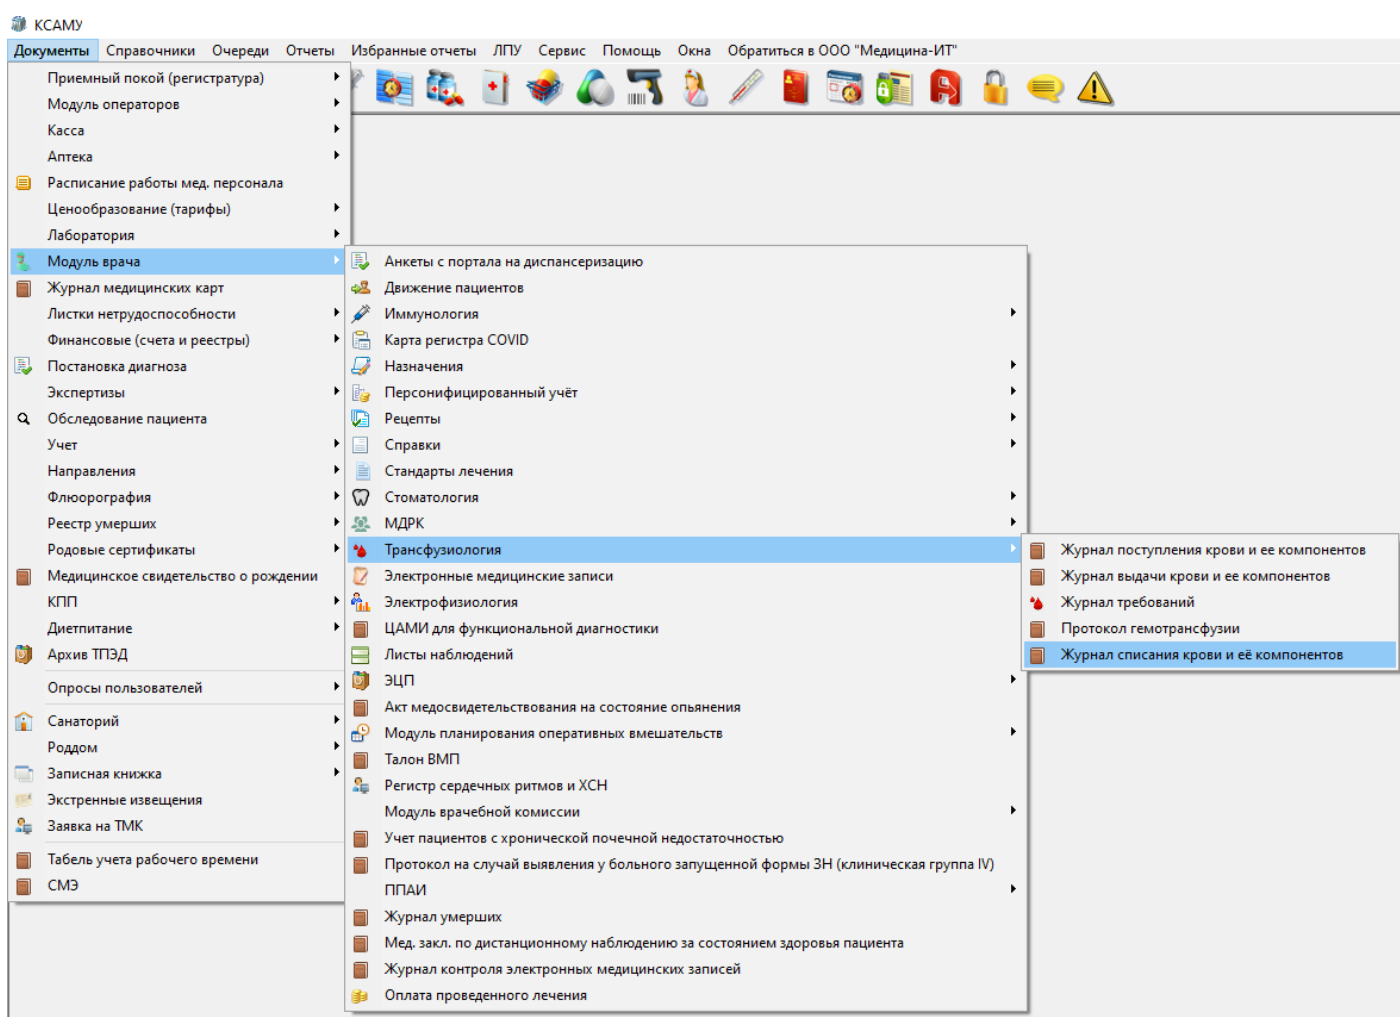 КСАМУ
Документы Справочники Очереди Отчеты Избранные отчеты ЛПУ Сервис Помощь Окна Обратиться в ООО "Медицина-ИТ"
Приемный покой (регистратура)
Модуль операторов
Касса
Аптека
Расписание работы мед. персонала
Ценообразование (тарифы)
Лаборатория
Модуль врача
Журнал медицинских карт
Листки нетрудоспособности
Финансовые (счета и реестры)
Постановка диагноза
Экспертизы
Обследование пациента
Учет
Направления
Флюорография
Реестр умерших
Родовые сертификаты
Медицинское свидетельство о рождении
КПП
Диетпитание
Архив ТПЭД
Опросы пользователей
Санаторий
Роддом
Записная книжка
Экстренные извещения
Заявка на ТМК
Табель учета рабочего времени
СМЭ
Анкеты с портала на диспансеризацию
Движение пациентов
Иммунология
Карта регистра COVID
Назначения
Персонифицированный учёт
Рецепты
Справки
Стандарты лечения
Стоматология
МДРК
Трансфузиология
Электронные медицинские записи
Электрофизиология
ЦАМИ для функциональной диагностики
Листы наблюдений
ЭЦП
Акт медосвидетельствования на состояние опьянения
Модуль планирования оперативных вмешательств
Талон ВМП
Регистр сердечных ритмов и ХСН
Модуль врачебной комиссии
Учет пациентов с хронической почечной недостаточностью
Протокол на случай выявления у больного запущенной формы ЗН (клиническая группа IV)
ППАИ
Журнал умерших
Мед. закл. по дистанционному наблюдению за состоянием здоровья пациента
Журнал контроля электронных медицинских записей
Оплата проведенного лечения
Журнал поступления крови и ее компонентов
Журнал выдачи крови и ее компонентов
Журнал требований
Протокол гемотрансфузии
Журнал списания крови и её компонентов